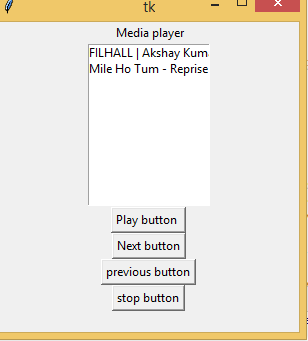 tk
Media player
FILHALL | Akshay Kum
Mile Ho Tum - Reprise
Play button
Next button
previous button
stop button